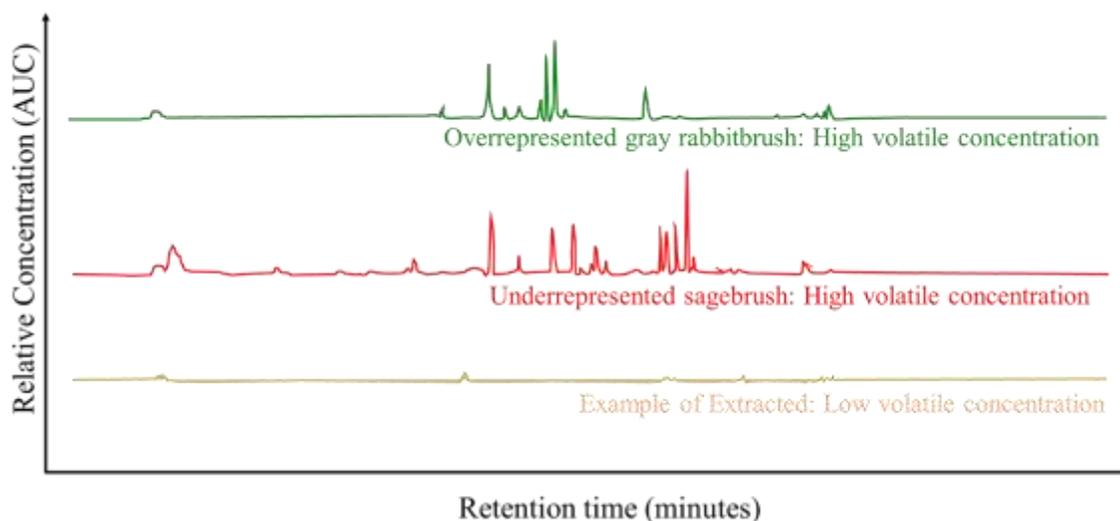 Relative Concentration (AUC)
Overrepresented gray rabbitbrush: High volatile concentration
Underrepresented sagebrush: High volatile concentration
Example of Extracted: Low volatile concentration
Retention time (minutes)